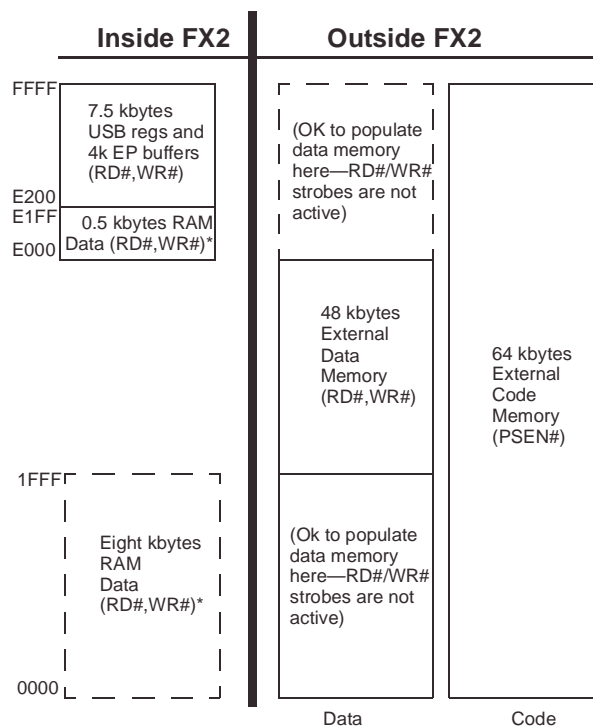 Inside FX2
Outside FX2
FFFF
7.5 kbytes
USB regs and
4k EP buffers
(RD#,WR#)
E200
E1FF
0.5 kbytes RAM
Data (RD#,WR#)*
E000
(OK to populate
data memory
here—RD#/WR#
strobes are not
active)
48 kbytes
External
Data
Memory
(RD#,WR#)
64 kbytes
External
Code
Memory
(PSEN#)
1FFF
Eight kbytes
RAM
Data
(RD#,WR#)*
(Ok to populate
data memory
here—RD#/WR#
strobes are not
active)
0000
Data
Code